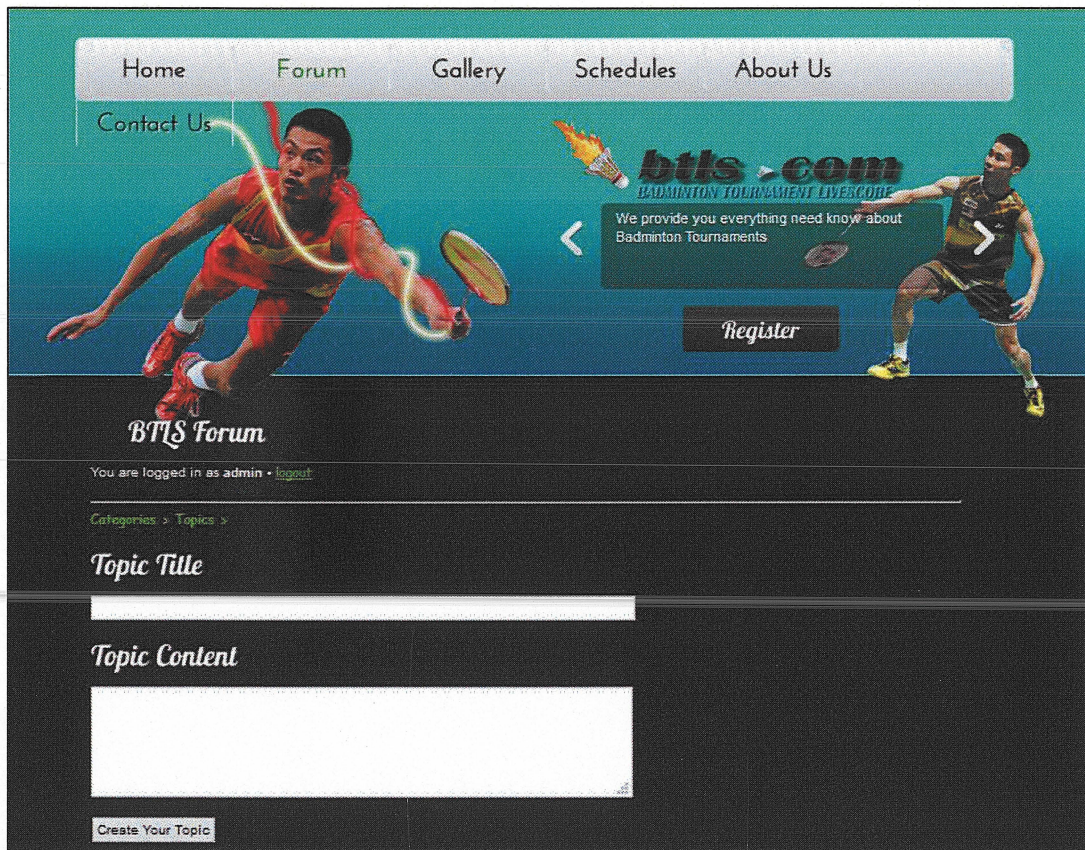 Home Forum Gallery Schedules About Us
Contact Us
btls.com
BADMINTON TOURNAMENT LIVESCORE
We provide you everything need know about
Badminton Tournaments
Register
BTLS Forum
You are logged in as admin • logout
Categories > Topics >
Topic Title
Topic Content
Create Your Topic